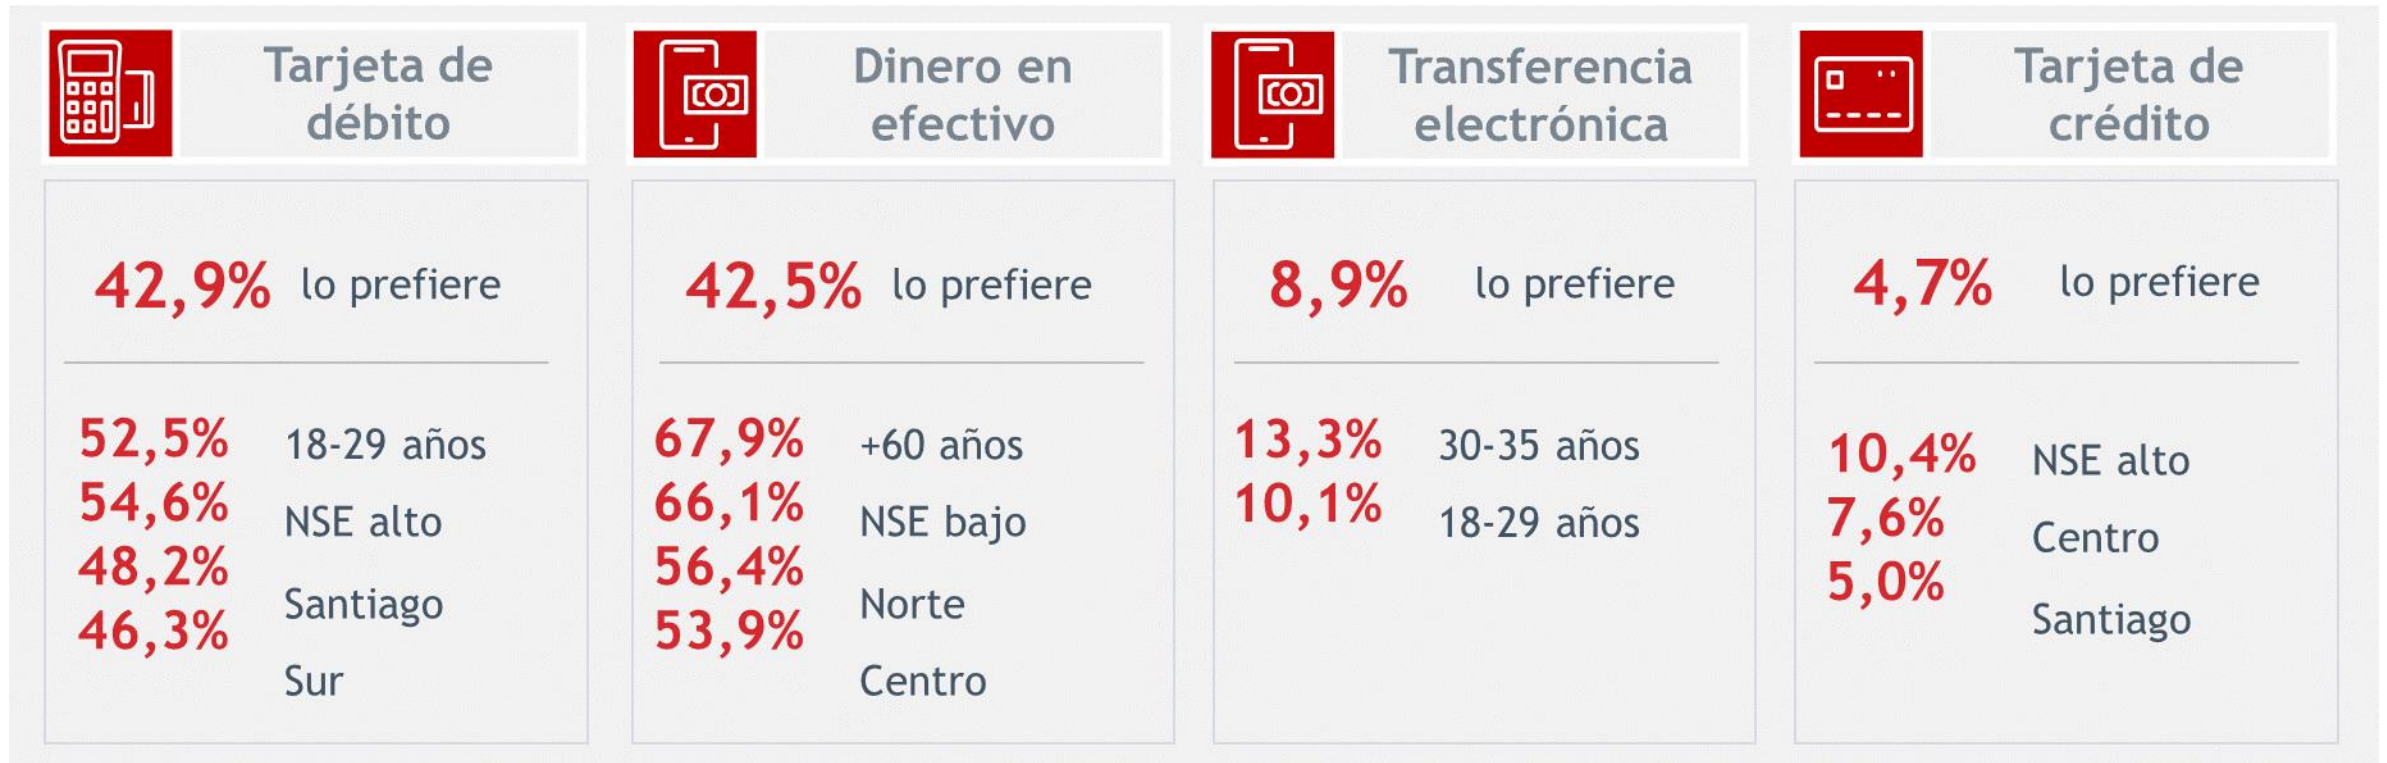 Tarjeta de
débito
42,9% lo prefiere
52,5% 18-29 años
54,6% NSE alto
48,2% Santiago
46,3% Sur
Dinero en
efectivo
42,5% lo prefiere
67,9% +60 años
66,1% NSE bajo
56,4% Norte
53,9% Centro
Transferencia
electrónica
8,9% lo prefiere
13,3% 30-35 años
10,1% 18-29 años
Tarjeta de
crédito
4,7% lo prefiere
10,4% NSE alto
7,6% Centro
5,0% Santiago